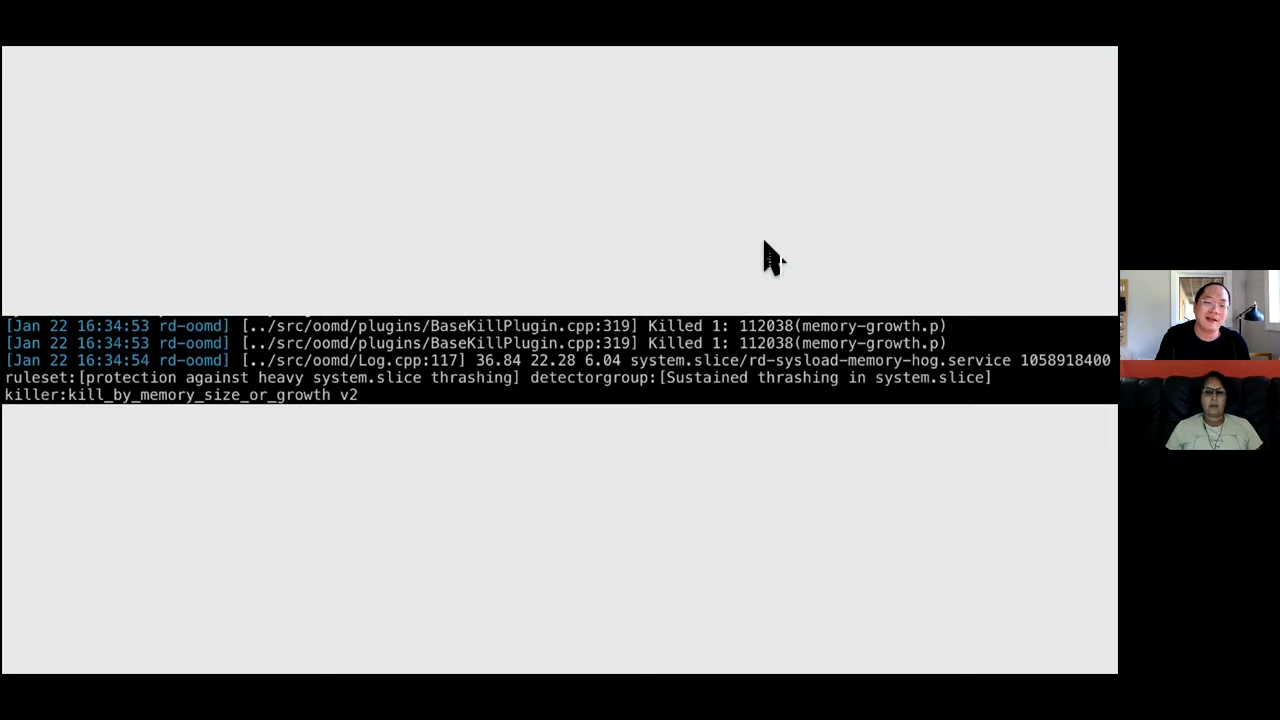 [Jan 22 16:34:53 rd-oomd] [../src/oomd/plugins/BaseKillPlugin.cpp:319] Killed 1: 112038(memory-growth.p)
[Jan 22 16:34:53 rd-oomd] [../src/oomd/plugins/BaseKillPlugin.cpp:319] Killed 1: 112038(memory-growth.p)
[Jan 22 16:34:54 rd-oomd] [../src/oomd/Log.cpp:117] 36.84 22.28 6.04 system.slice/rd-sysload-memory-hog.service 1058918400
ruleset:[protection against heavy system.slice thrashing] detectorgroup:[Sustained thrashing in system.slice]
killer:kill_by_memory_size_or_growth v2